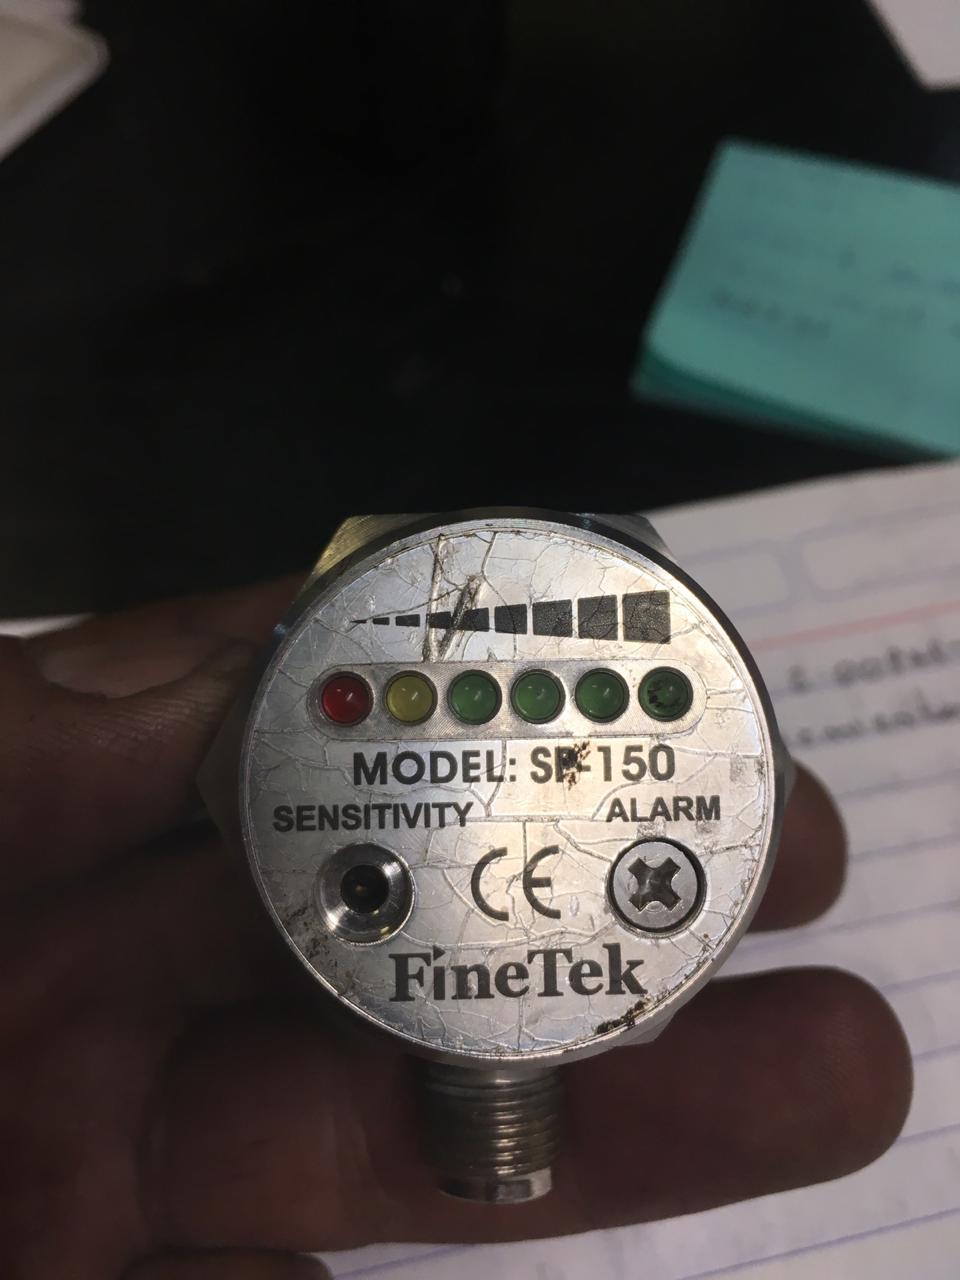 MODEL: SP-150
SENSITIVITY ALARM
CE
FineTek